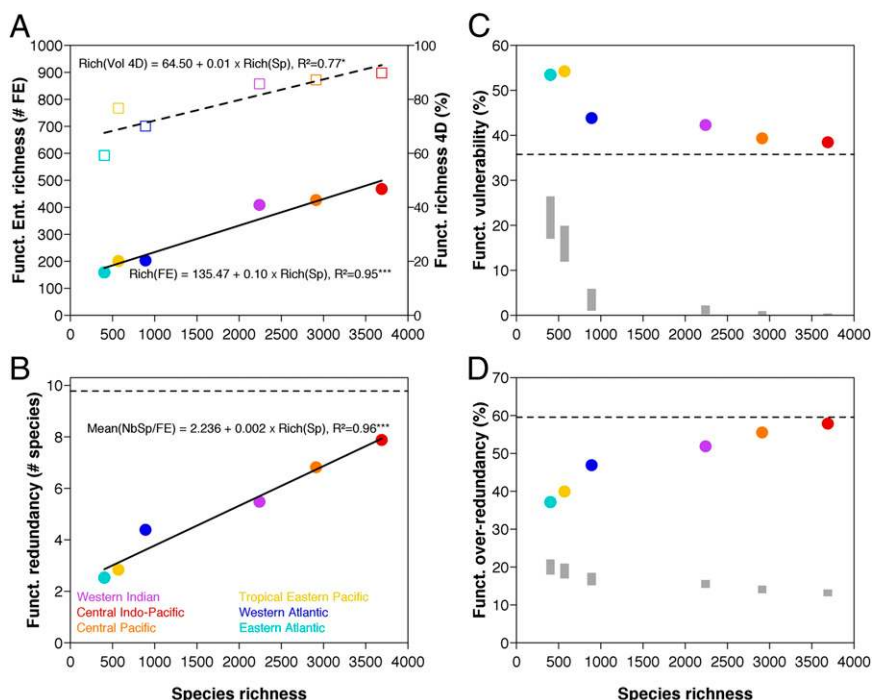 A
1000
900
800
700
600
500
400
300
200
100
0
Funct. Ent. richness (# FE)
Rich(Vol 4D) = 64.50 + 0.01 x Rich(Sp), R²=0.77*
Rich(FE) = 135.47 + 0.10 x Rich(Sp), R²=0.95***
100
80
60
40
20
0
Funct. richness 4D (%)
0 500 1000 1500 2000 2500 3000 3500 4000
B
10
8
6
4
2
0
Funct. redundancy (# species)
Mean(NbSp/FE) = 2.236 + 0.002 x Rich(Sp), R²=0.96***
Western Indian
Central Indo-Pacific
Central Pacific
Tropical Eastern Pacific
Western Atlantic
Eastern Atlantic
0 500 1000 1500 2000 2500 3000 3500 4000
Species richness
C
60
50
40
30
20
10
0
Funct. vulnerability (%)
0 500 1000 1500 2000 2500 3000 3500 4000
D
70
60
50
40
30
20
10
0
Funct. over-redundancy (%)
0 500 1000 1500 2000 2500 3000 3500 4000
Species richness